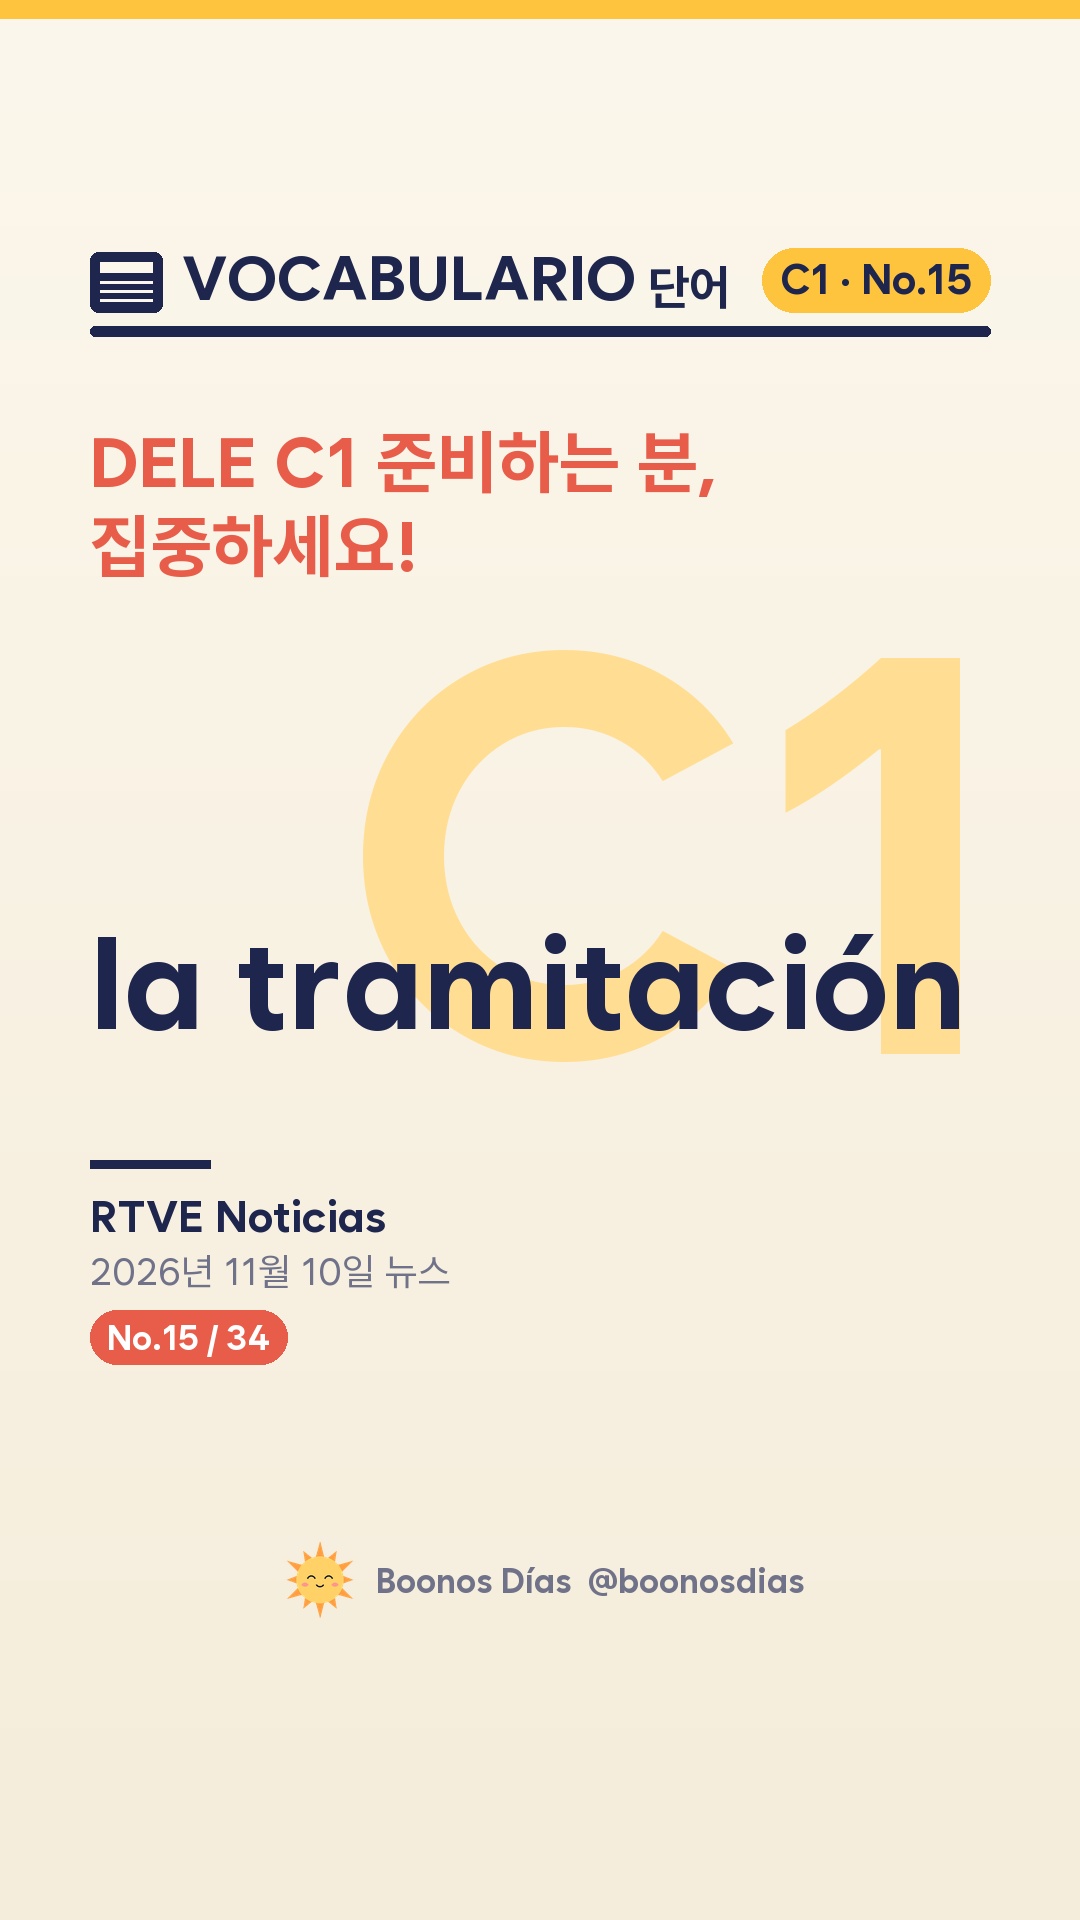 VOCABULARIO 단어 C1 · No.15
DELE C1 준비하는 분,
집중하세요!
C1
la tramitación
RTVE Noticias
2026년 11월 10일 뉴스
No.15 / 34
Boonos Días @boonosdias